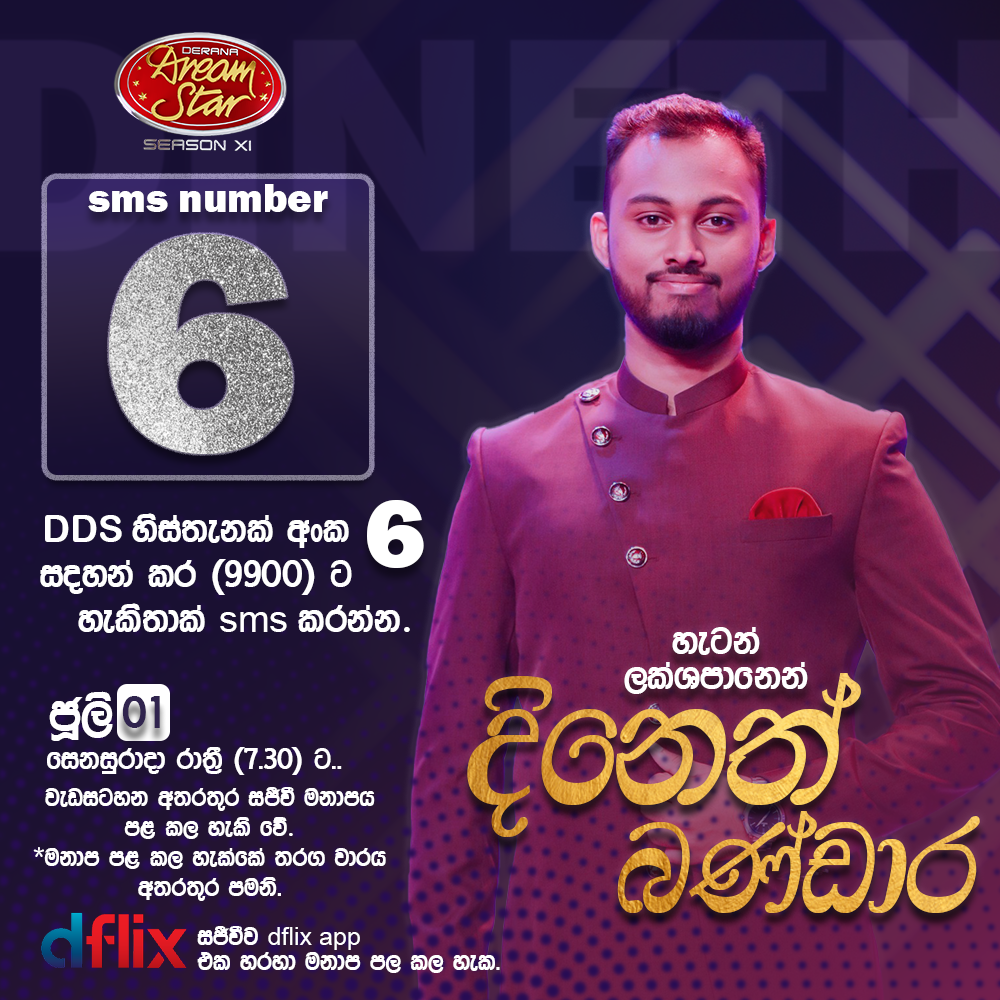 DINETH
DERANA
Dream
Star
SEASON XI
sms number
6
DDS හිස්තැනක් අංක 6
සදහන් කර (9900) ට
හැකිතාක් sms කරන්න.
ජූලි 01
සෙනසුරාදා රාත්‍රී (7.30) ට..
වැඩසටහන අතරතුර සජීවී මනාපය
පළ කල හැකි වේ.
*මනාප පළ කල හැක්කේ තරග වාරය
අතරතුර පමනි.
dflix
සජීවීව dflix app
එක හරහා මනාප පල කල හැක.
හැටන්
ලක්ශපානෙන්
දිනෙත්
බණ්ඩාර